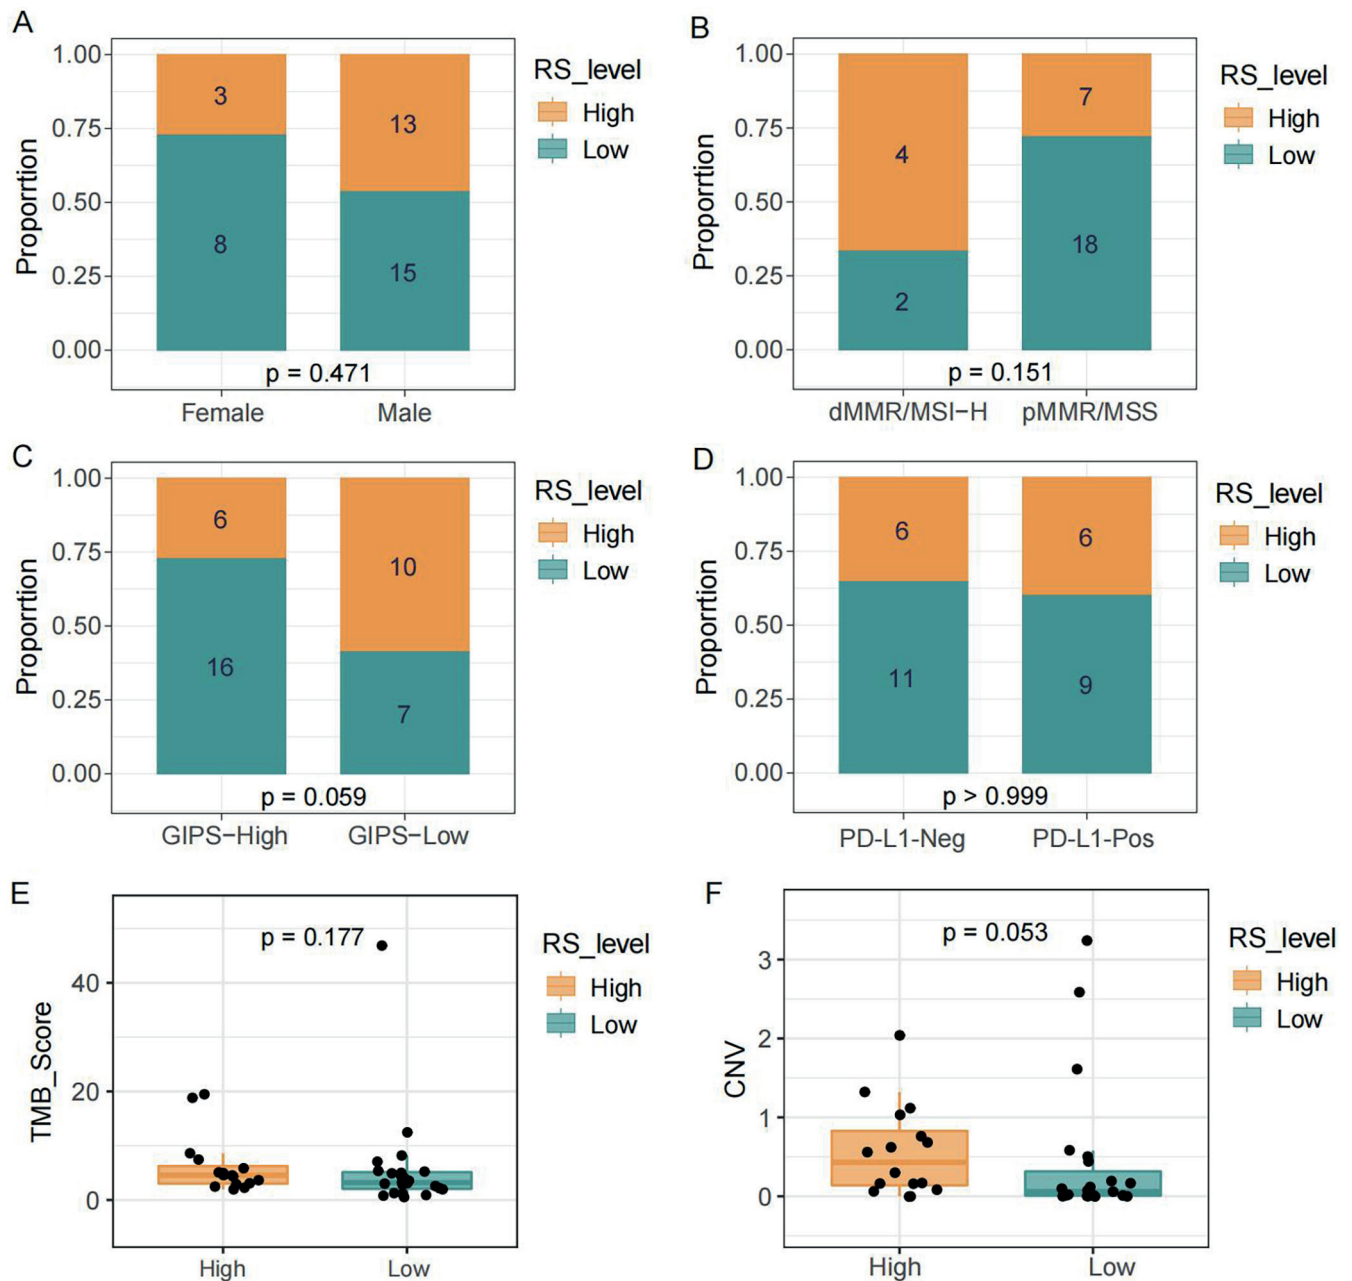 A
1.00
0.75
0.50
0.25
0.00
Proporrtion
3
8
13
15
p = 0.471
Female
Male
RS_level
High
Low
B
1.00
0.75
0.50
0.25
0.00
Proporrtion
4
2
7
18
p = 0.151
dMMR/MSI−H
pMMR/MSS
RS_level
High
Low
C
1.00
0.75
0.50
0.25
0.00
Proporrtion
6
16
10
7
p = 0.059
GIPS−High
GIPS−Low
RS_level
High
Low
D
1.00
0.75
0.50
0.25
0.00
Proporrtion
6
11
6
9
p > 0.999
PD-L1-Neg
PD-L1-Pos
RS_level
High
Low
E
40
20
0
TMB_Score
p = 0.177
High
Low
RS_level
High
Low
F
3
2
1
0
CNV
p = 0.053
High
Low
RS_level
High
Low